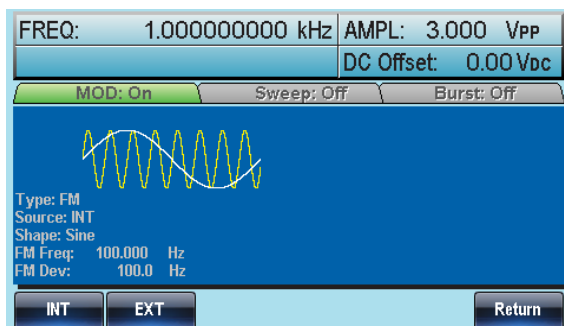 FREQ: 1.000000000 kHz AMPL: 3.000 VPP
DC Offset: 0.00 VDC
MOD: On Sweep: Off Burst: Off
Type: FM
Source: INT
Shape: Sine
FM Freq: 100.000 Hz
FM Dev: 100.0 Hz
INT EXT Return